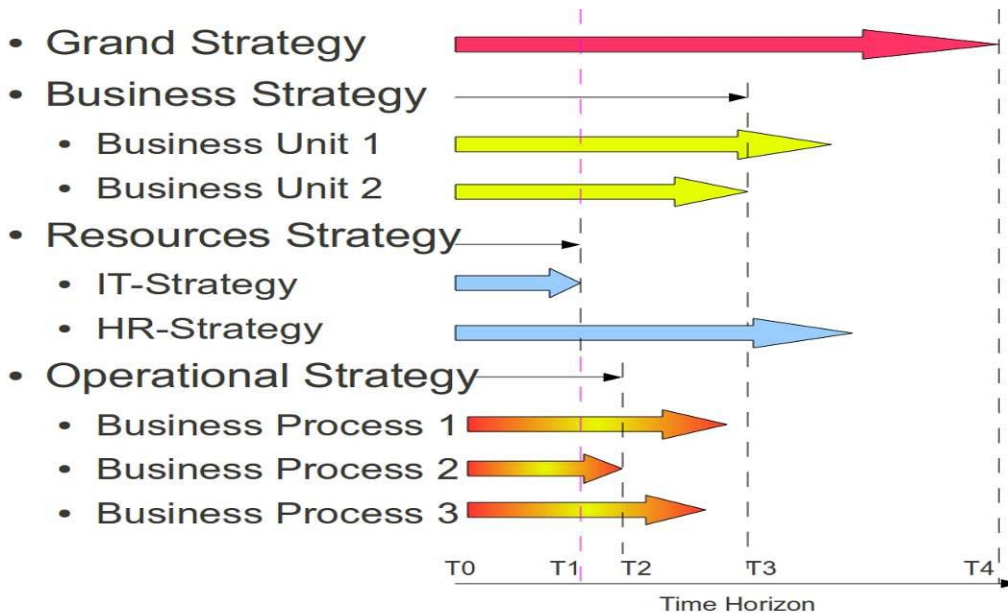 • Grand Strategy
• Business Strategy
• Business Unit 1
• Business Unit 2
• Resources Strategy
• IT-Strategy
• HR-Strategy
• Operational Strategy
• Business Process 1
• Business Process 2
• Business Process 3
T0 T1 T2 T3 T4
Time Horizon